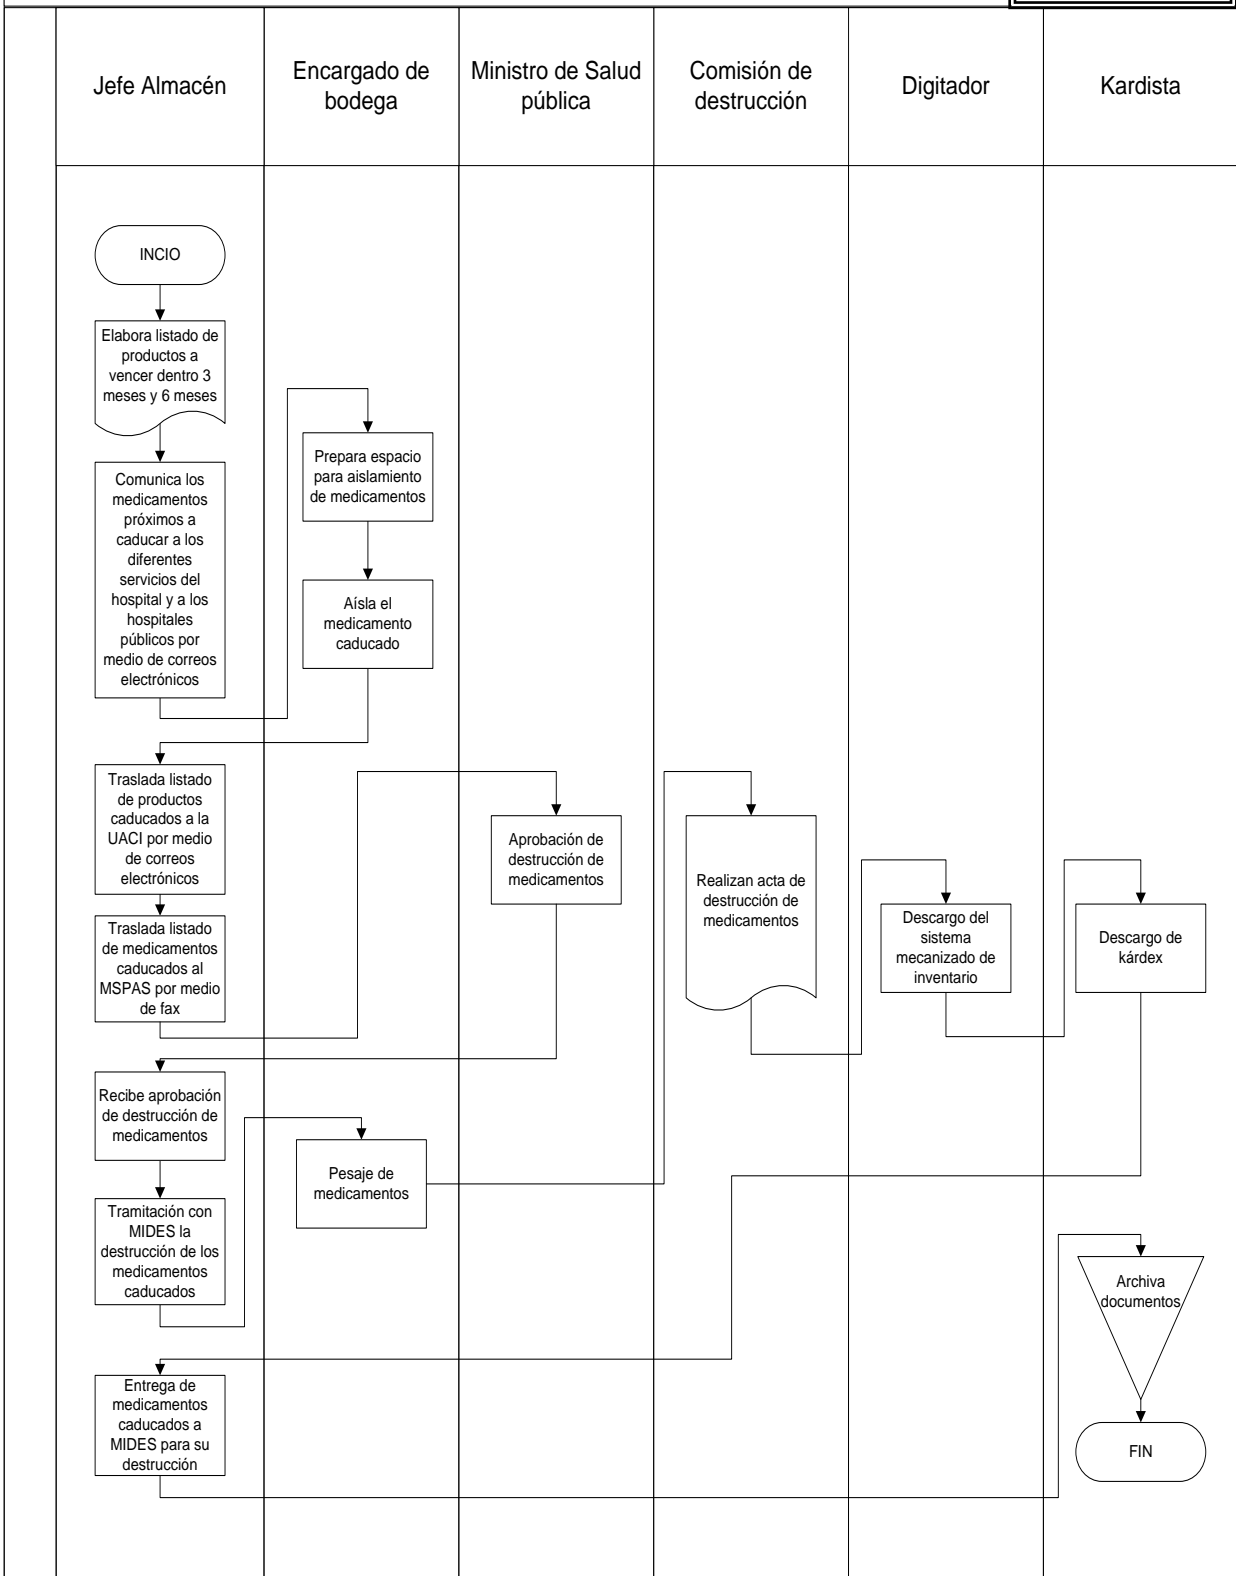 Jefe Almacén
Encargado de
bodega
Ministro de Salud
pública
Comisión de
destrucción
Digitador
Kardista
INCIO
Elabora listado de
productos a
vencer dentro 3
meses y 6 meses
Comunica los
medicamentos
próximos a
caducar a los
diferentes
servicios del
hospital y a los
hospitales
públicos por
medio de correos
electrónicos
Prepara espacio
para aislamiento
de medicamentos
Aísla el
medicamento
caducado
Traslada listado
de productos
caducados a la
UACI por medio
de correos
electrónicos
Traslada listado
de medicamentos
caducados al
MSPAS por medio
de fax
Aprobación de
destrucción de
medicamentos
Recibe aprobación
de destrucción de
medicamentos
Tramitación con
MIDES la
destrucción de los
medicamentos
caducados
Pesaje de
medicamentos
Realizan acta de
destrucción de
medicamentos
Descargo del
sistema
mecanizado de
inventario
Descargo de
kárdex
Entrega de
medicamentos
caducados a
MIDES para su
destrucción
Archiva
documentos
FIN